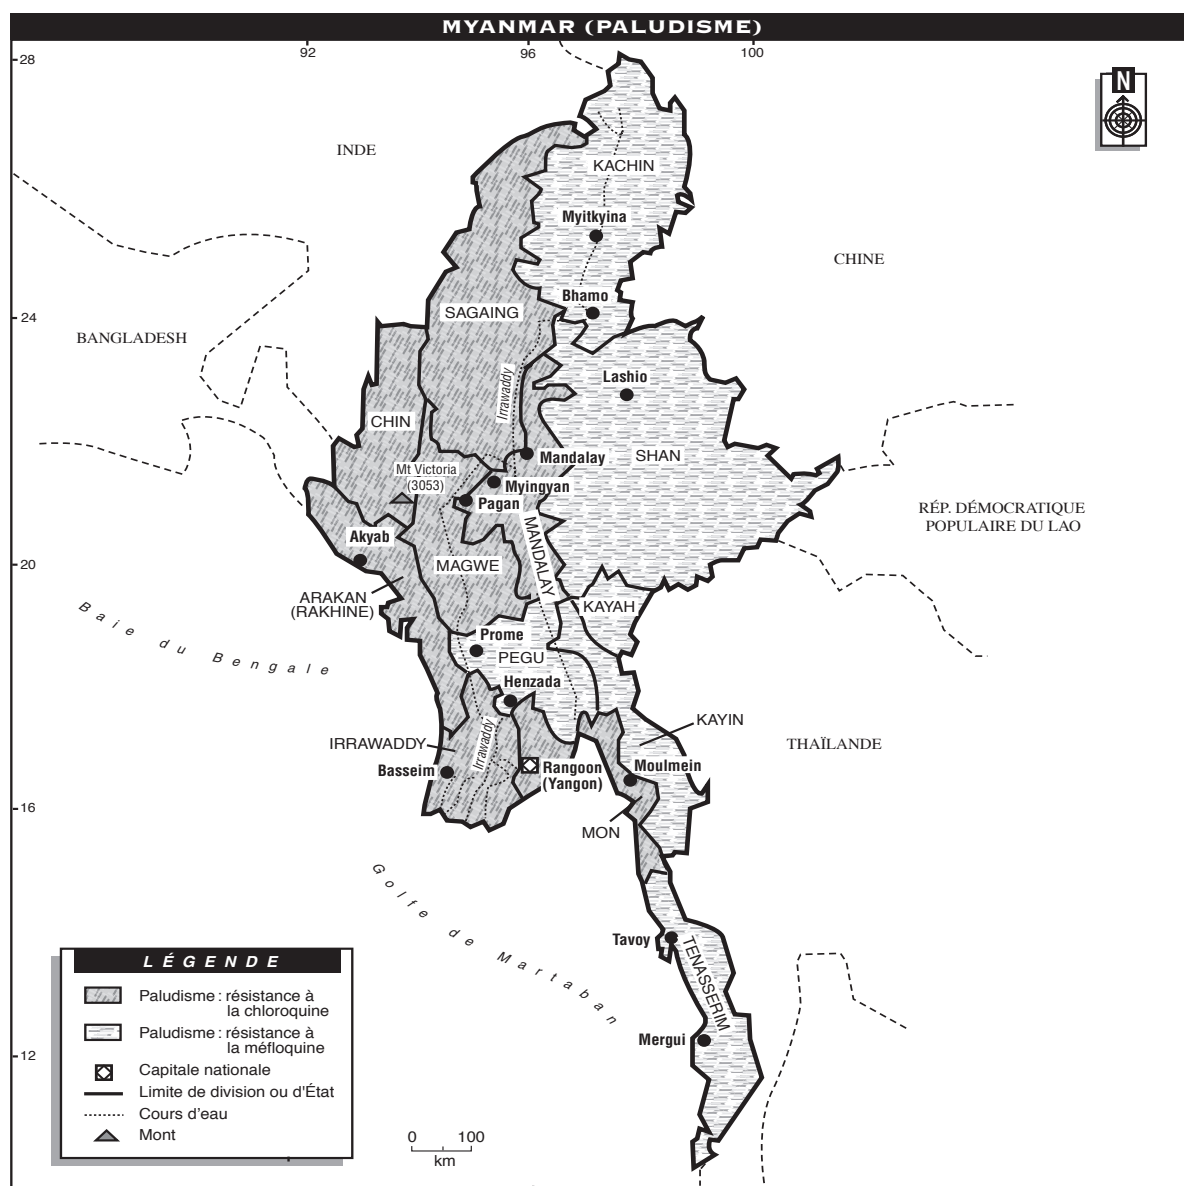 MYANMAR (PALUDISME)
92
96
100
28
24
20
16
12
N
INDE
CHINE
BANGLADESH
RÉP. DÉMOCRATIQUE
POPULAIRE DU LAO
THAÏLANDE
KACHIN
Myitkyina
Bhamo
SAGAING
Irrawaddy
Lashio
CHIN
SHAN
Mandalay
Mt Victoria
(3053)
Myingyan
Pagan
MANDALAY
Akyab
MAGWE
ARAKAN
(RAKHINE)
KAYAH
Prome
PEGU
Henzada
KAYIN
IRRAWADDY
Irrawaddy
Basseim
Rangoon
(Yangon)
Moulmein
MON
Baie du Bengale
Golfe de Martaban
Tavoy
TENASSERIM
Mergui
LÉGENDE
Paludisme : résistance à
la chloroquine
Paludisme : résistance à
la méfloquine
Capitale nationale
Limite de division ou d'État
Cours d'eau
Mont
0 100
km